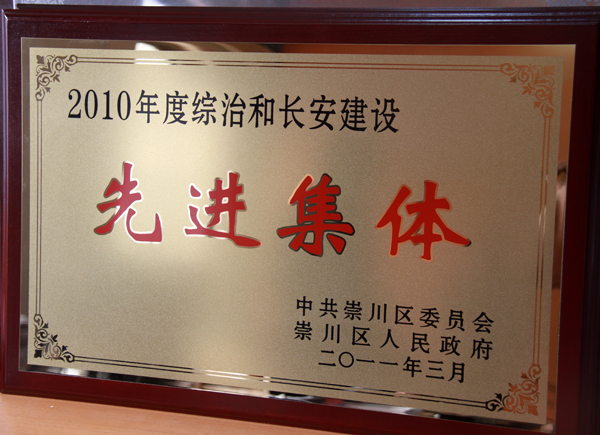 2010年度综治和长安建设
先进集体
中共崇川区委员会
崇川区人民政府
二〇一一年三月